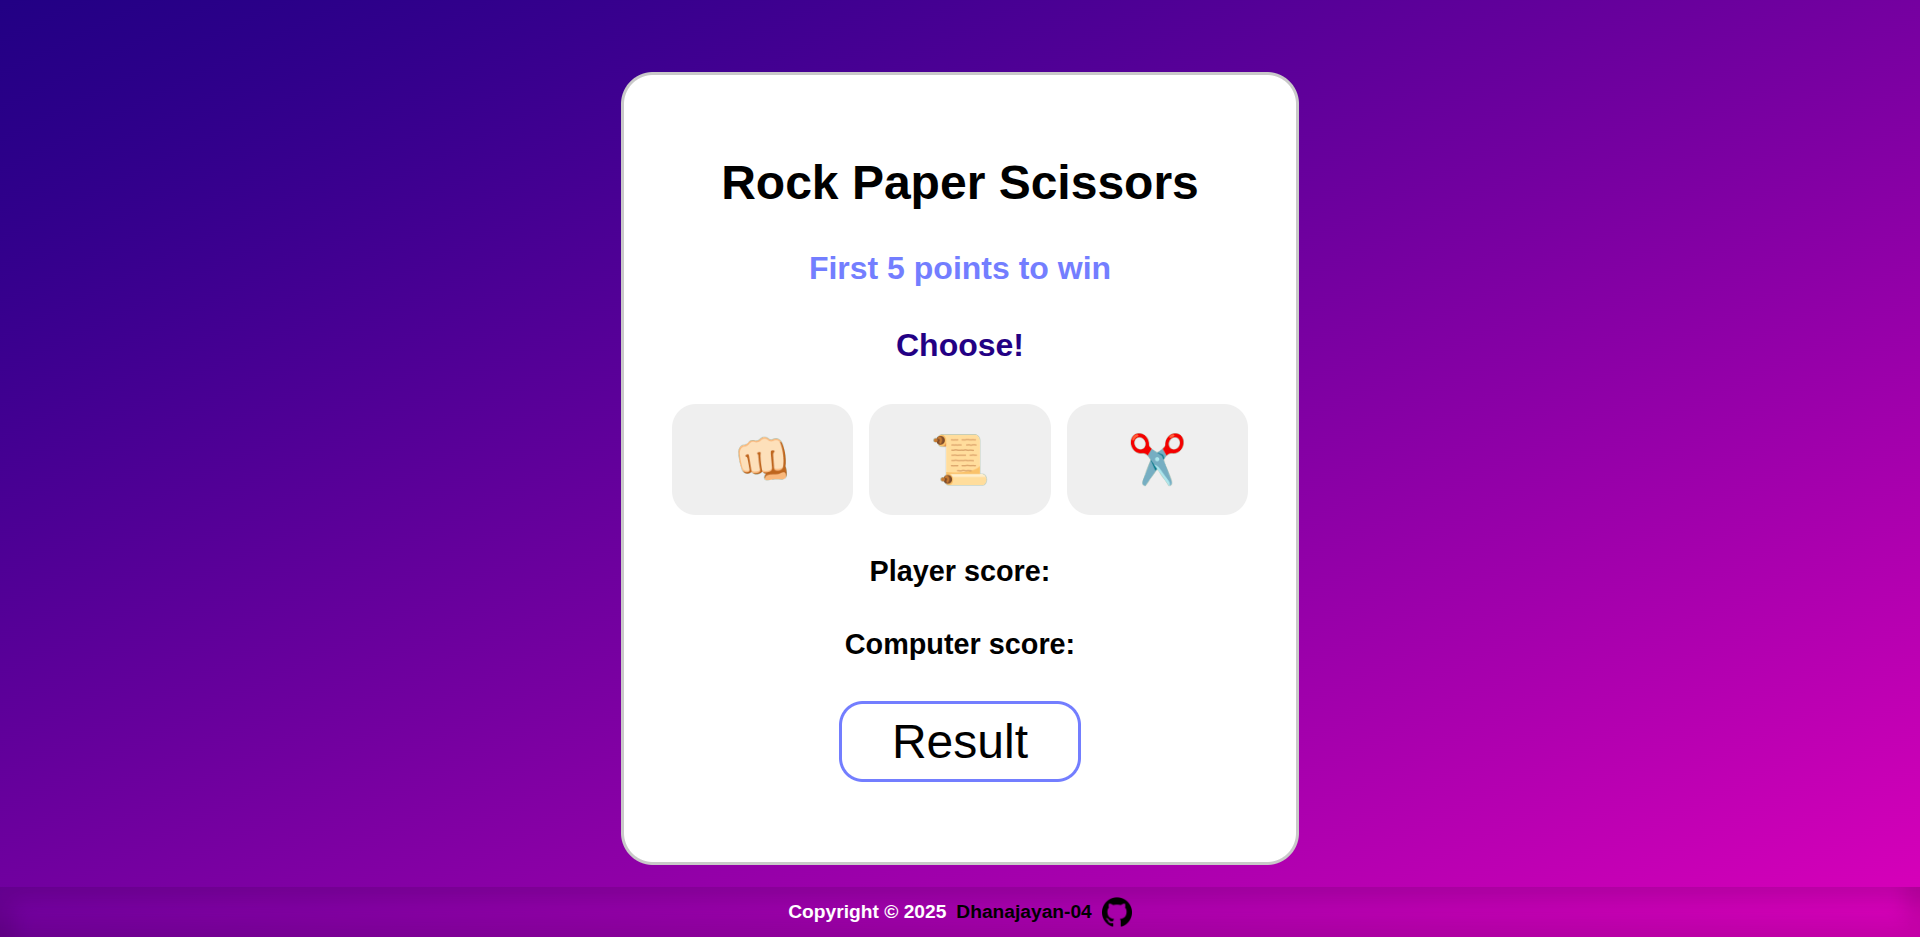 Rock Paper Scissors
First 5 points to win
Choose!
Player score:
Computer score:
Result
Copyright © 2025 Dhanajayan-04